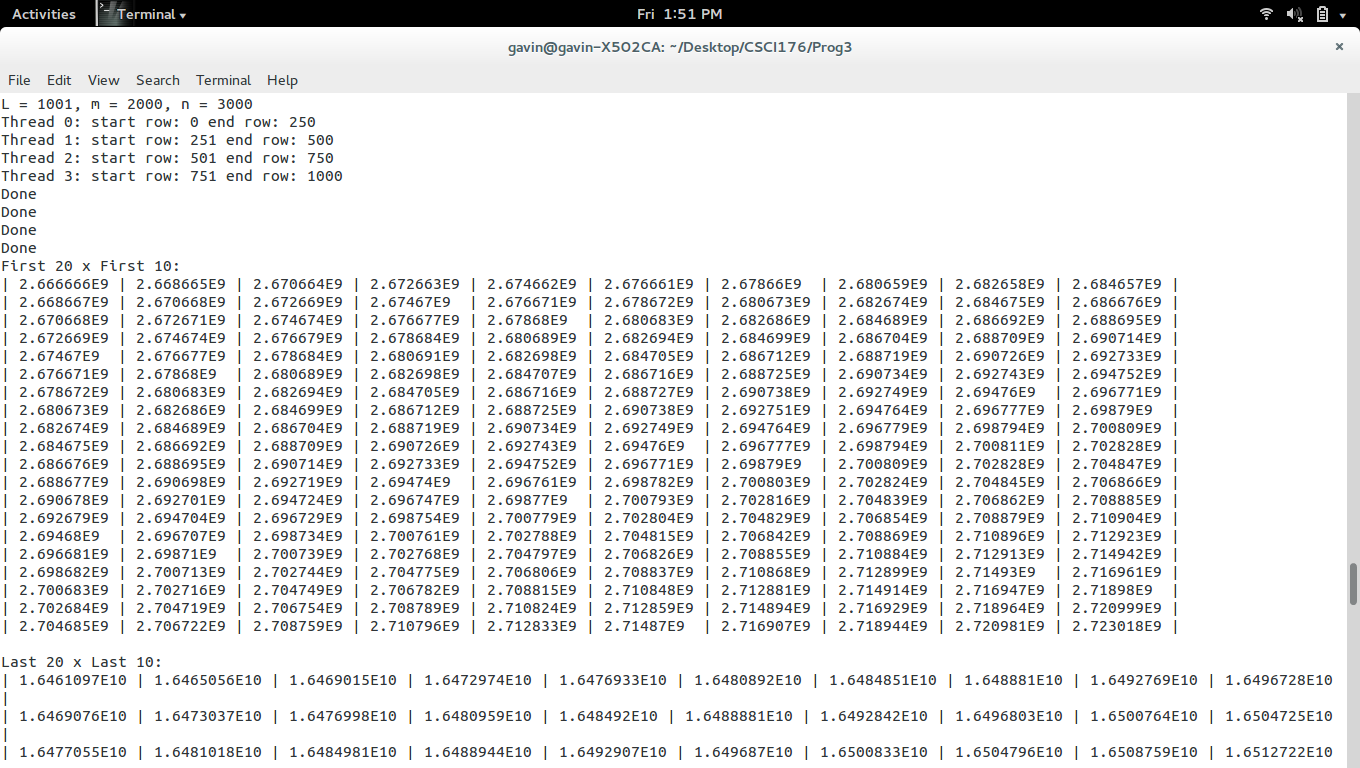 Activities Terminal Fri 1:51 PM
gavin@gavin-X502CA: ~/Desktop/CSCI176/Prog3
File Edit View Search Terminal Help
L = 1001, m = 2000, n = 3000
Thread 0: start row: 0 end row: 250
Thread 1: start row: 251 end row: 500
Thread 2: start row: 501 end row: 750
Thread 3: start row: 751 end row: 1000
Done
Done
Done
Done
First 20 x First 10:
| 2.666666E9 | 2.668665E9 | 2.670664E9 | 2.672663E9 | 2.674662E9 | 2.676661E9 | 2.67866E9  | 2.680659E9 | 2.682658E9 | 2.684657E9 |
| 2.668667E9 | 2.670668E9 | 2.672669E9 | 2.67467E9  | 2.676671E9 | 2.678672E9 | 2.680673E9 | 2.682674E9 | 2.684675E9 | 2.686676E9 |
| 2.670668E9 | 2.672671E9 | 2.674674E9 | 2.676677E9 | 2.67868E9  | 2.680683E9 | 2.682686E9 | 2.684689E9 | 2.686692E9 | 2.688695E9 |
| 2.672669E9 | 2.674674E9 | 2.676679E9 | 2.678684E9 | 2.680689E9 | 2.682694E9 | 2.684699E9 | 2.686704E9 | 2.688709E9 | 2.690714E9 |
| 2.67467E9  | 2.676677E9 | 2.678684E9 | 2.680691E9 | 2.682698E9 | 2.684705E9 | 2.686712E9 | 2.688719E9 | 2.690726E9 | 2.692733E9 |
| 2.676671E9 | 2.67868E9  | 2.680689E9 | 2.682698E9 | 2.684707E9 | 2.686716E9 | 2.688725E9 | 2.690734E9 | 2.692743E9 | 2.694752E9 |
| 2.678672E9 | 2.680683E9 | 2.682694E9 | 2.684705E9 | 2.686716E9 | 2.688727E9 | 2.690738E9 | 2.692749E9 | 2.69476E9  | 2.696771E9 |
| 2.680673E9 | 2.682686E9 | 2.684699E9 | 2.686712E9 | 2.688725E9 | 2.690738E9 | 2.692751E9 | 2.694764E9 | 2.696777E9 | 2.69879E9  |
| 2.682674E9 | 2.684689E9 | 2.686704E9 | 2.688719E9 | 2.690734E9 | 2.692749E9 | 2.694764E9 | 2.696779E9 | 2.698794E9 | 2.700809E9 |
| 2.684675E9 | 2.686692E9 | 2.688709E9 | 2.690726E9 | 2.692743E9 | 2.69476E9  | 2.696777E9 | 2.698794E9 | 2.700811E9 | 2.702828E9 |
| 2.686676E9 | 2.688695E9 | 2.690714E9 | 2.692733E9 | 2.694752E9 | 2.696771E9 | 2.69879E9  | 2.700809E9 | 2.702828E9 | 2.704847E9 |
| 2.688677E9 | 2.690698E9 | 2.692719E9 | 2.69474E9  | 2.696761E9 | 2.698782E9 | 2.700803E9 | 2.702824E9 | 2.704845E9 | 2.706866E9 |
| 2.690678E9 | 2.692701E9 | 2.694724E9 | 2.696747E9 | 2.69877E9  | 2.700793E9 | 2.702816E9 | 2.704839E9 | 2.706862E9 | 2.708885E9 |
| 2.692679E9 | 2.694704E9 | 2.696729E9 | 2.698754E9 | 2.700779E9 | 2.702804E9 | 2.704829E9 | 2.706854E9 | 2.708879E9 | 2.710904E9 |
| 2.69468E9  | 2.696707E9 | 2.698734E9 | 2.700761E9 | 2.702788E9 | 2.704815E9 | 2.706842E9 | 2.708869E9 | 2.710896E9 | 2.712923E9 |
| 2.696681E9 | 2.69871E9  | 2.700739E9 | 2.702768E9 | 2.704797E9 | 2.706826E9 | 2.708855E9 | 2.710884E9 | 2.712913E9 | 2.714942E9 |
| 2.698682E9 | 2.700713E9 | 2.702744E9 | 2.704775E9 | 2.706806E9 | 2.708837E9 | 2.710868E9 | 2.712899E9 | 2.71493E9  | 2.716961E9 |
| 2.700683E9 | 2.702716E9 | 2.704749E9 | 2.706782E9 | 2.708815E9 | 2.710848E9 | 2.712881E9 | 2.714914E9 | 2.716947E9 | 2.71898E9  |
| 2.702684E9 | 2.704719E9 | 2.706754E9 | 2.708789E9 | 2.710824E9 | 2.712859E9 | 2.714894E9 | 2.716929E9 | 2.718964E9 | 2.720999E9 |
| 2.704685E9 | 2.706722E9 | 2.708759E9 | 2.710796E9 | 2.712833E9 | 2.71487E9  | 2.716907E9 | 2.718944E9 | 2.720981E9 | 2.723018E9 |
Last 20 x Last 10:
| 1.6461097E10 | 1.6465056E10 | 1.6469015E10 | 1.6472974E10 | 1.6476933E10 | 1.6480892E10 | 1.6484851E10 | 1.648881E10 | 1.6492769E10 | 1.6496728E10
|
| 1.6469076E10 | 1.6473037E10 | 1.6476998E10 | 1.6480959E10 | 1.648492E10 | 1.6488881E10 | 1.6492842E10 | 1.6496803E10 | 1.6500764E10 | 1.6504725E10
|
| 1.6477055E10 | 1.6481018E10 | 1.6484981E10 | 1.6488944E10 | 1.6492907E10 | 1.649687E10 | 1.6500833E10 | 1.6504796E10 | 1.6508759E10 | 1.6512722E10